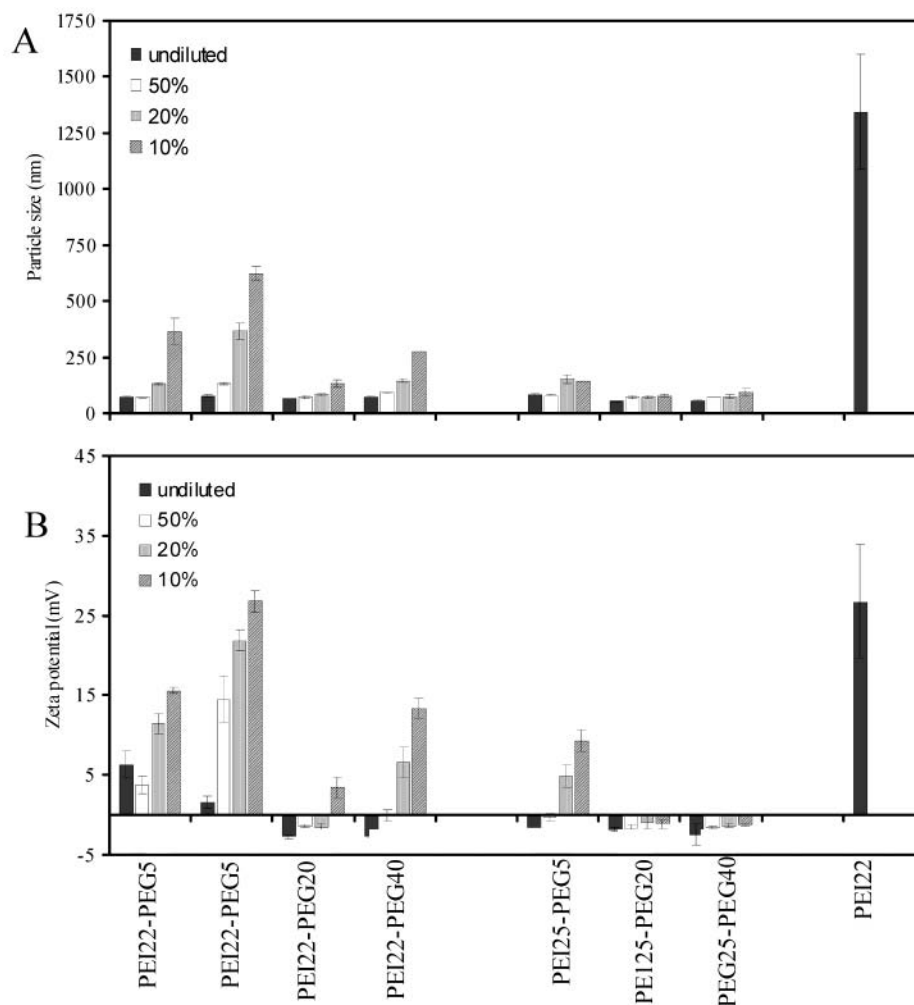 A
1750
1500
1250
1000
750
500
250
0
Particle size (nm)
undiluted
50%
20%
10%
B
45
35
25
15
5
-5
Zeta potential (mV)
undiluted
50%
20%
10%
PEI22-PEG5
PEI22-PEG5
PEI22-PEG20
PEI22-PEG40
PEI25-PEG5
PE125-PEG20
PEG25-PEG40
PEI22